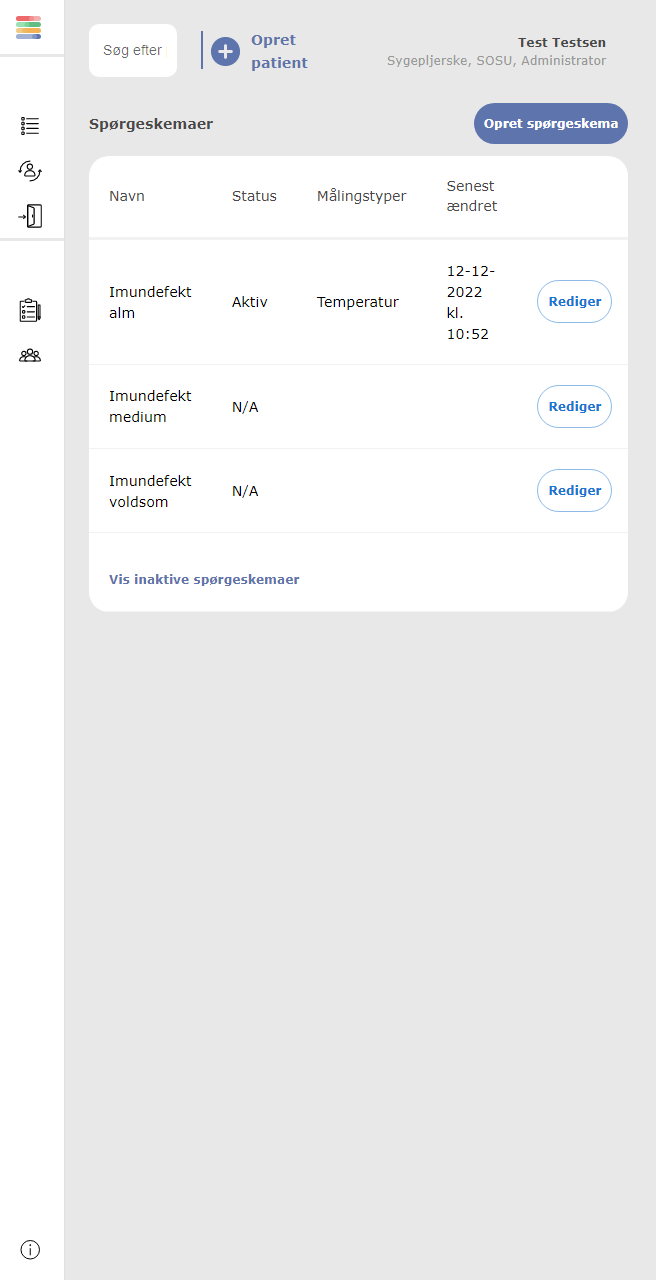 Søg efter
Opret
patient
Test Testsen
Sygepljerske, SOSU, Administrator
Spørgeskemaer
Opret spørgeskema
Navn
Status
Målingstyper
Senest
ændret
Imundefekt
alm
Aktiv
Temperatur
12-12-
2022
kl.
10:52
Rediger
Imundefekt
medium
N/A
Rediger
Imundefekt
voldsom
N/A
Rediger
Vis inaktive spørgeskemaer